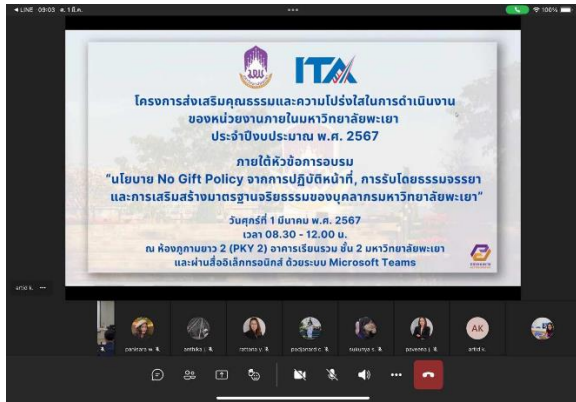 LINE 09:03
100%
มพย
ITA
โครงการส่งเสริมคุณธรรมและความโปร่งใสในการดำเนินงาน
ของหน่วยงานภายในมหาวิทยาลัยพะเยา
ประจำปีงบประมาณ พ.ศ. 2567
ภายใต้หัวข้อการอบรม
"นโยบาย No Gift Policy จากการปฏิบัติหน้าที่, การรับโดยธรรมจรรยา
และการเสริมสร้างมาตรฐานจริยธรรมของบุคลากรมหาวิทยาลัยพะเยา"
วันศุกร์ที่ 1 มีนาคม พ.ศ. 2567
เวลา 08.30 - 12.00 น.
ณ ห้องภูกามยาว 2 (PKY 2) อาคารเรียนรวม ชั้น 2 มหาวิทยาลัยพะเยา
และผ่านสื่ออิเล็กทรอนิกส์ ด้วยระบบ Microsoft Teams
artid k.
AK
panisara w. rattana v. padjanard c. sukunya s. paveena j. artid k.